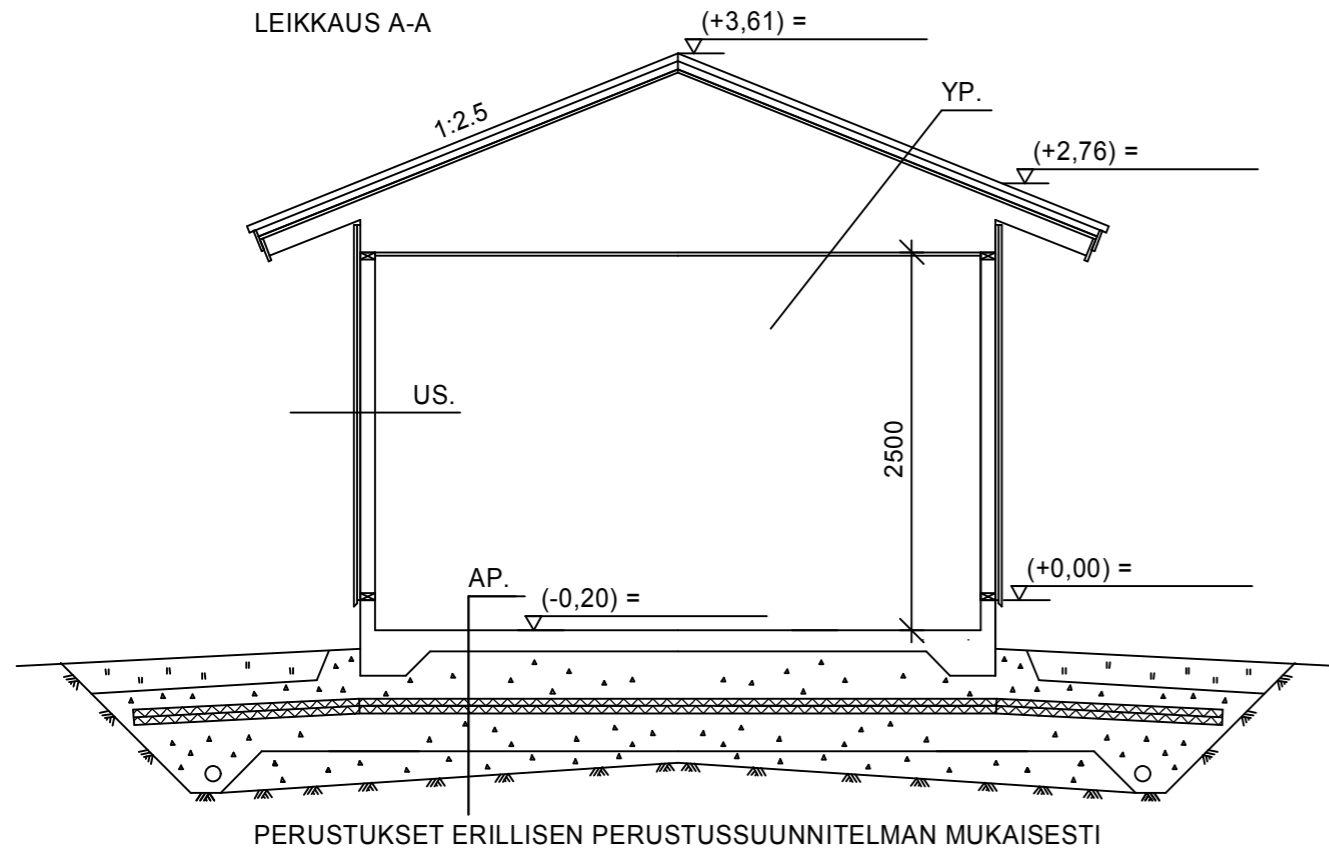 LEIKKAUS A-A
(+3,61) =
1:2.5
YP.
(+2,76) =
US.
2500
AP.
(-0,20) =
(+0,00) =
PERUSTUKSET ERILLISEN PERUSTUSSUUNNITELMAN MUKAISESTI